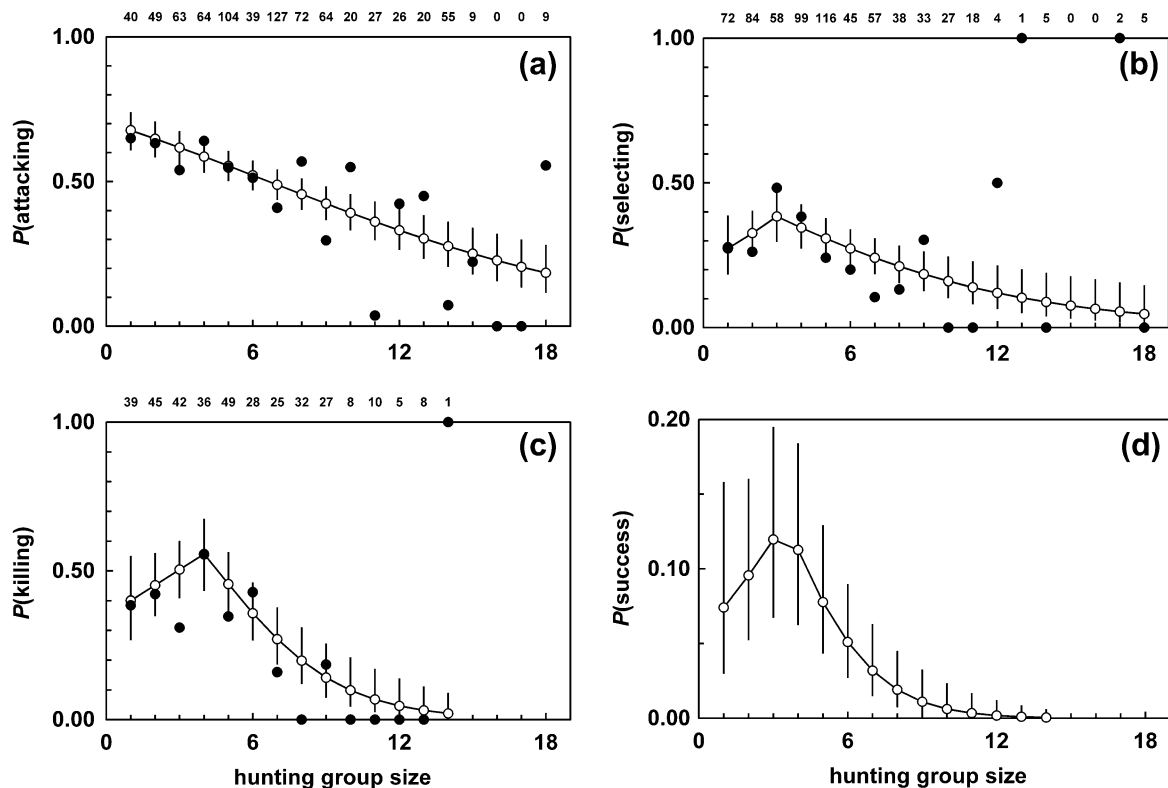 40 49 63 64 104 39 127 72 64 20 27 26 20 55 9 0 0 9
1.00
0.50
0.00
P(attacking)
(a)
0 6 12 18
72 84 58 99 116 45 57 38 33 27 18 4 1 5 0 0 2 5
1.00
0.50
0.00
P(selecting)
(b)
0 6 12 18
39 45 42 36 49 28 25 32 27 8 10 5 8 1
1.00
0.50
0.00
P(killing)
(c)
0 6 12 18
hunting group size
0.20
0.10
0.00
P(success)
(d)
0 6 12 18
hunting group size